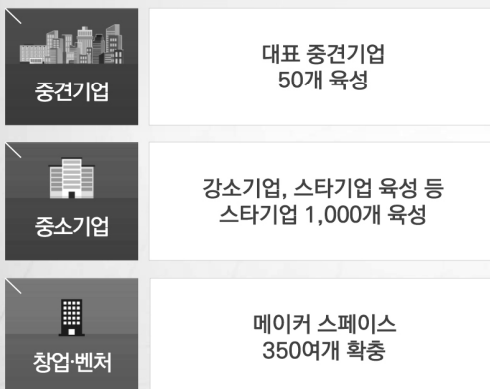 중견기업
대표 중견기업
50개 육성
중소기업
강소기업, 스타기업 육성 등
스타기업 1,000개 육성
창업·벤처
메이커 스페이스
350여개 확충